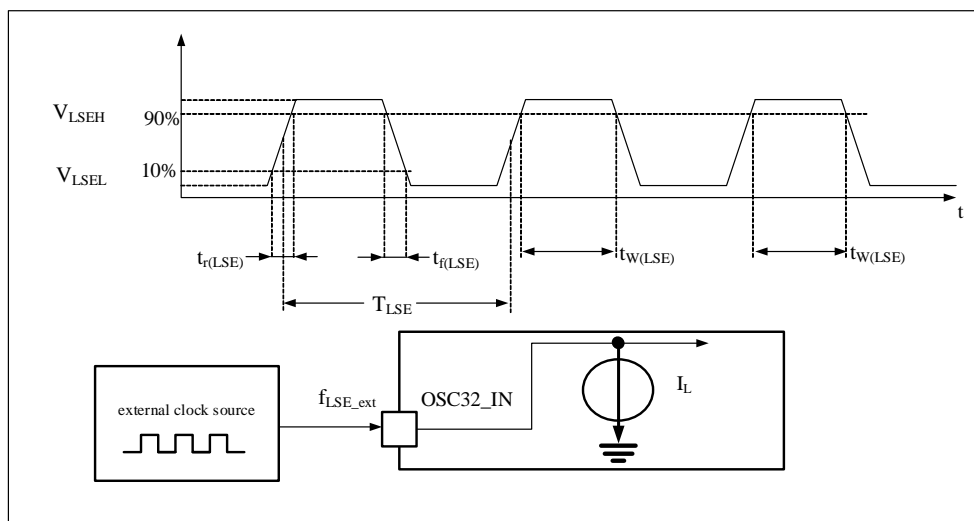 V_LSEH
90%
V_LSEL
10%
t
t_r(LSE)
t_f(LSE)
t_W(LSE)
t_W(LSE)
T_LSE
external clock source
f_LSE_ext
OSC32_IN
I_L